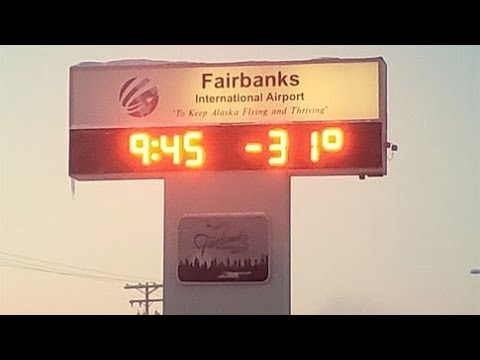 Fairbanks
International Airport
"To Keep Alaska Flying and Thriving"
9:45 -31°